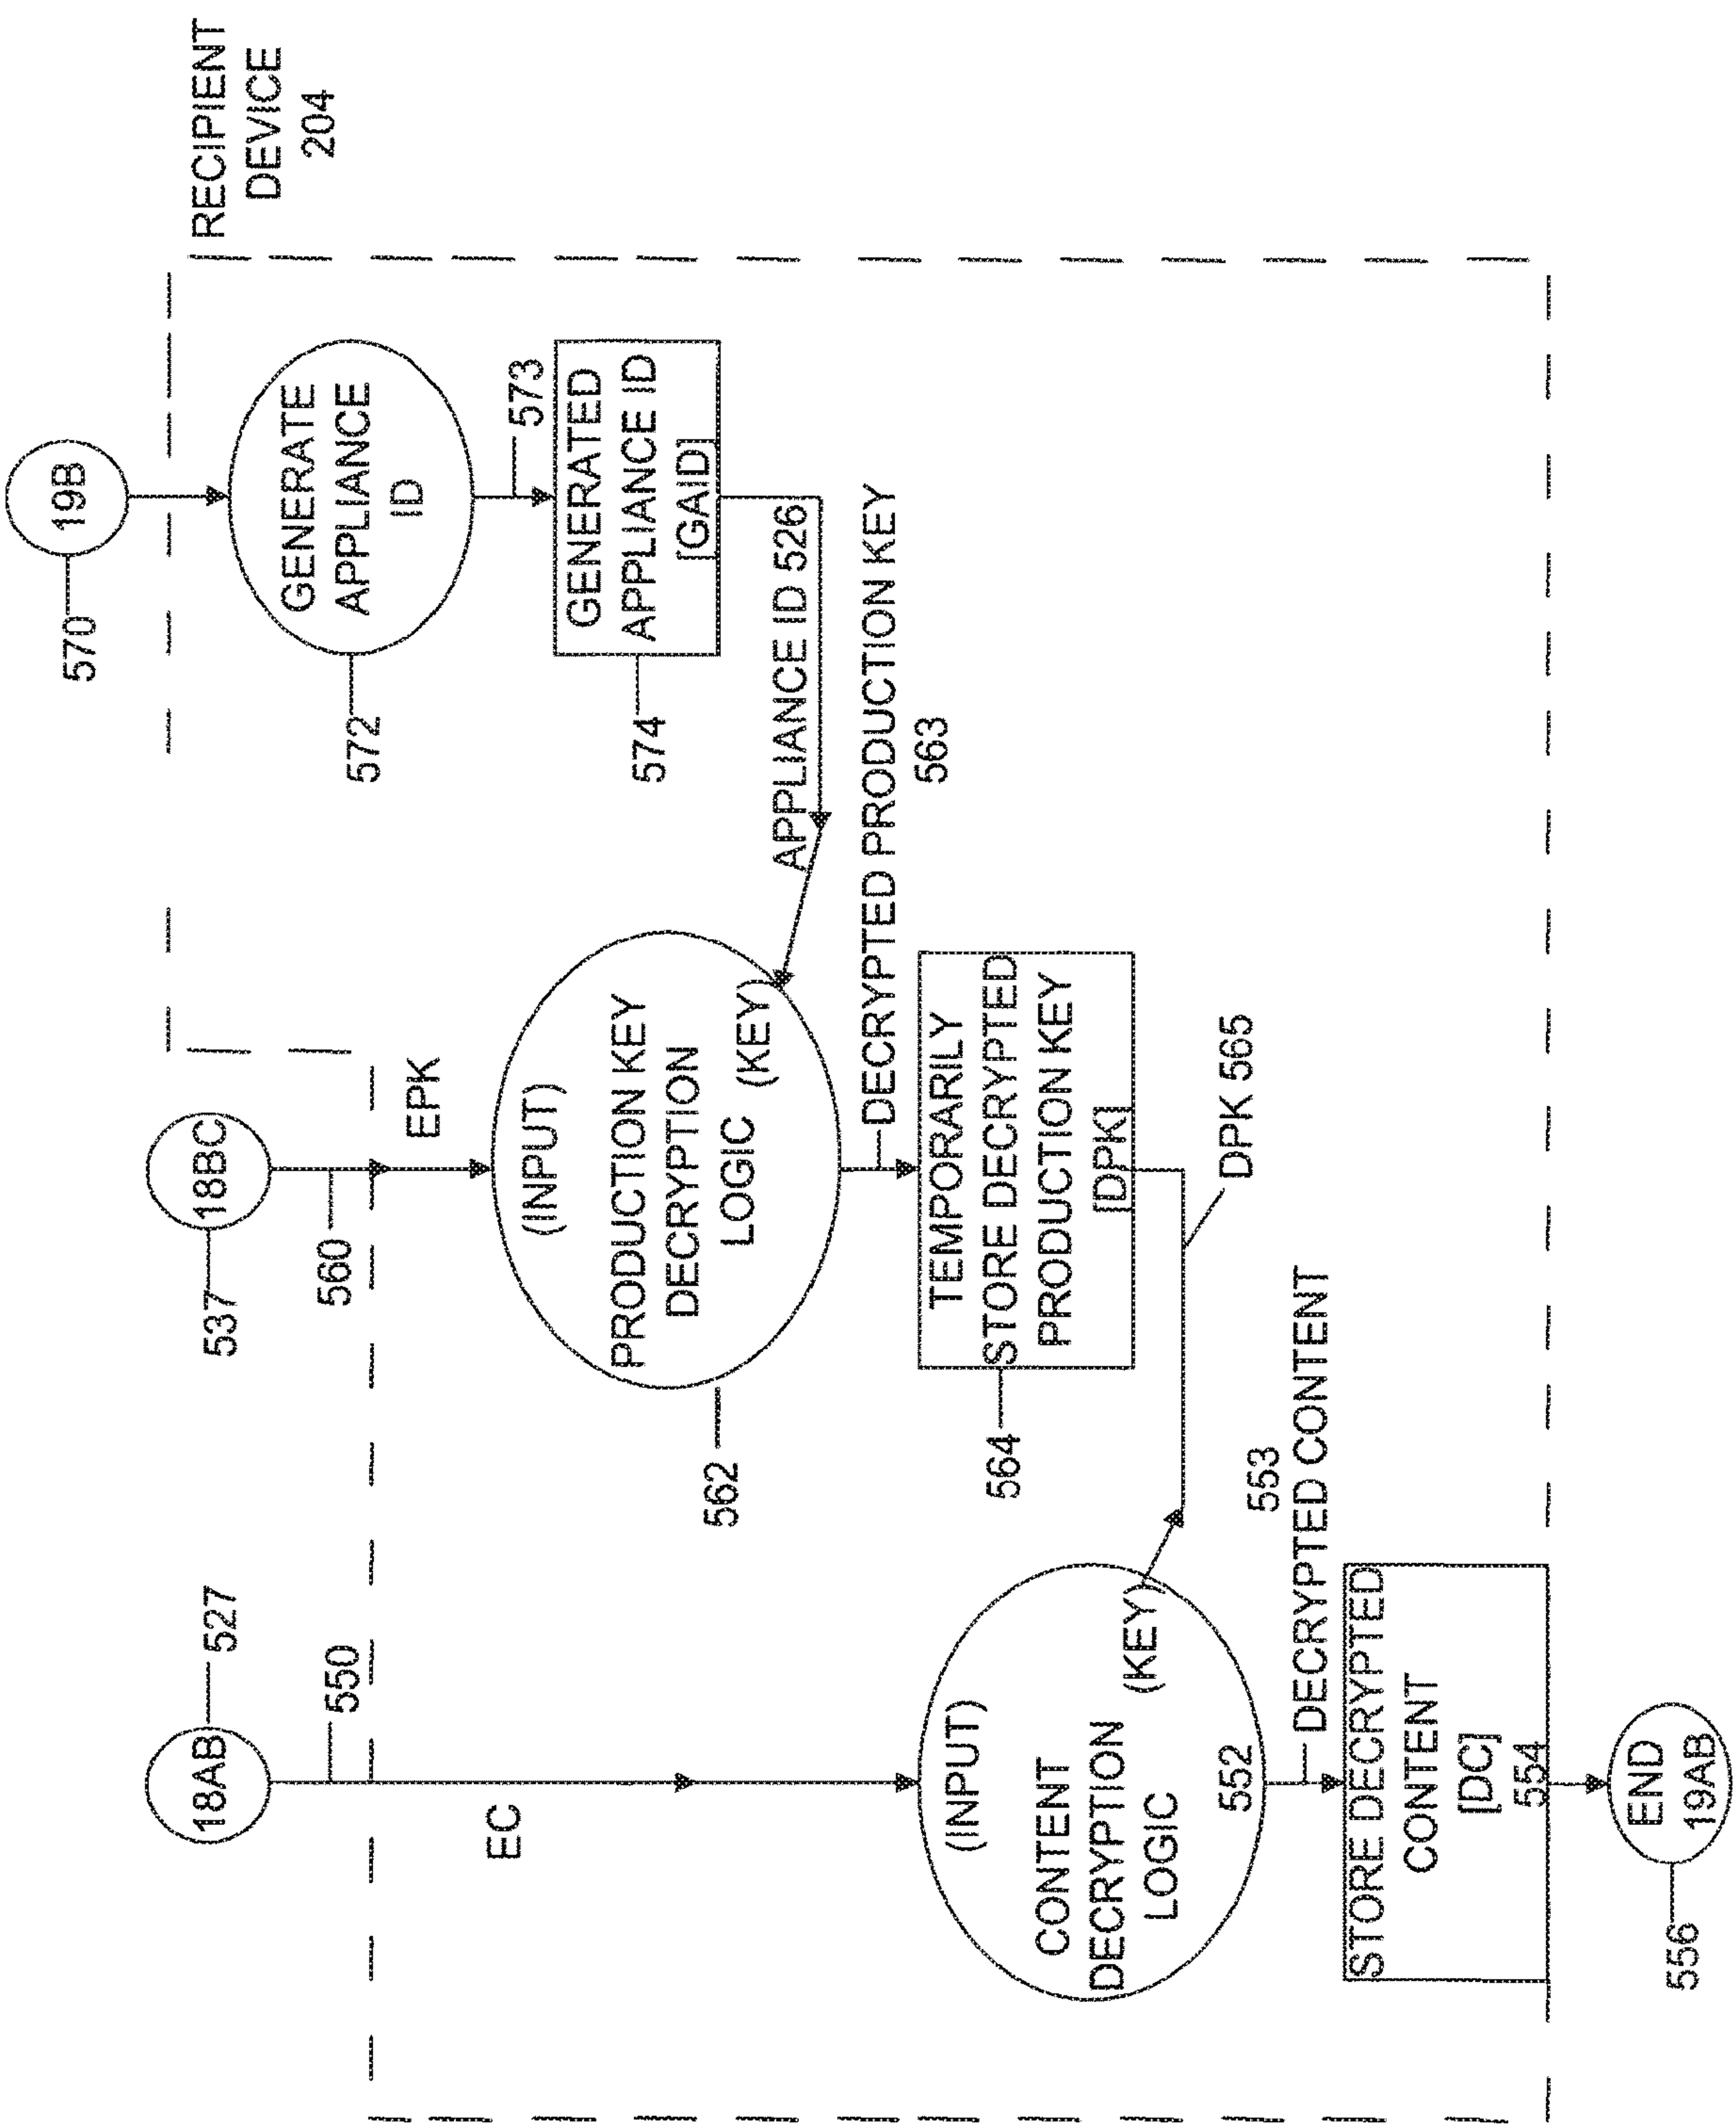 RECIPIENT
DEVICE
204
570
19B
572
GENERATE
APPLIANCE
ID
573
574
GENERATED
APPLIANCE ID
[GAID]
APPLIANCE ID 526
537
18BC
560
EPK
562
(INPUT)
PRODUCTION KEY
DECRYPTION
LOGIC
(KEY)
DECRYPTED PRODUCTION KEY
563
564
TEMPORARILY
STORE DECRYPTED
PRODUCTION KEY
[DPK]
DPK 565
18AB
527
550
EC
(INPUT)
CONTENT
DECRYPTION
LOGIC
(KEY)
552
553
DECRYPTED CONTENT
STORE DECRYPTED
CONTENT
[DC]
554
556
END
19AB